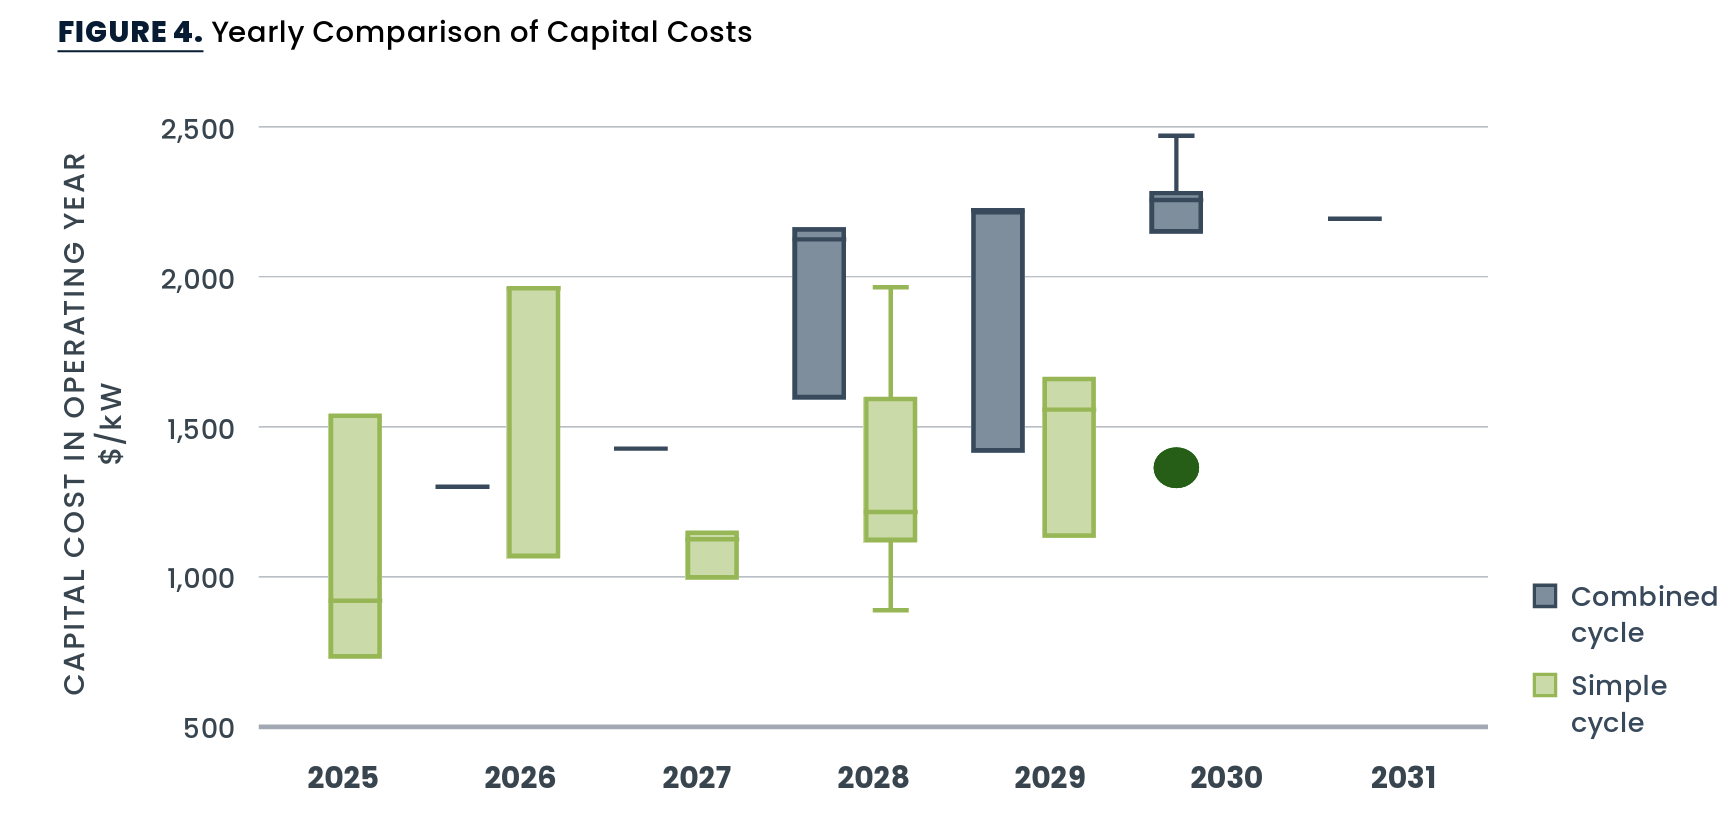 FIGURE 4. Yearly Comparison of Capital Costs
CAPITAL COST IN OPERATING YEAR
$/kW
2,500
2,000
1,500
1,000
500
2025 2026 2027 2028 2029 2030 2031
Combined
cycle
Simple
cycle